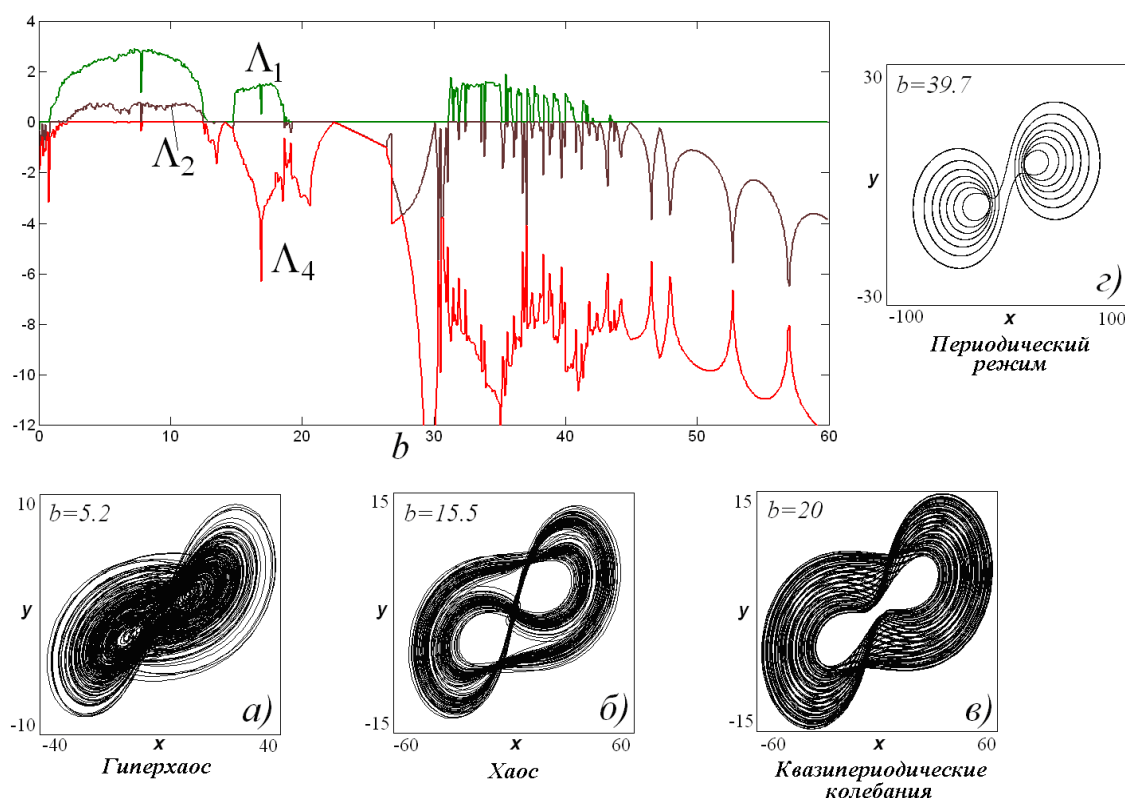 4
2
0
-2
-4
-6
-8
-10
-12
Λ1
Λ2
Λ4
0 10 20 30 40 50 60
b
30
b=39.7
y
-30
г)
-100 x 100
Периодический
режим
10
b=5.2
y
-10
а)
-40 x 40
Гиперхаос
15
b=15.5
y
-15
б)
-60 x 60
Хаос
15
b=20
y
-15
в)
-60 x 60
Квазипериодические
колебания